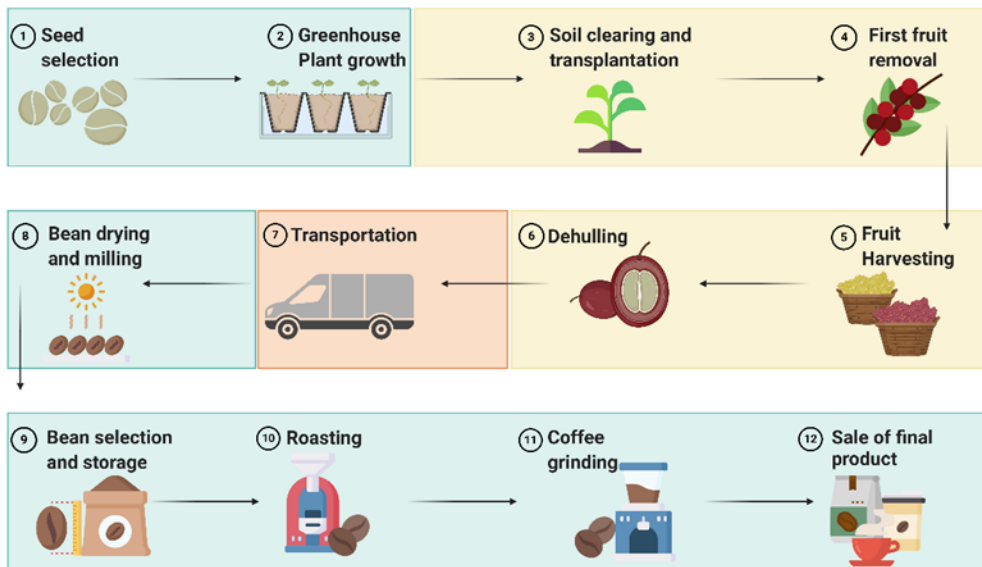 1 Seed
selection
2 Greenhouse
Plant growth
3 Soil clearing and
transplantation
4 First fruit
removal
5 Fruit
Harvesting
6 Dehulling
7 Transportation
8 Bean drying
and milling
9 Bean selection
and storage
10 Roasting
11 Coffee
grinding
12 Sale of final
product